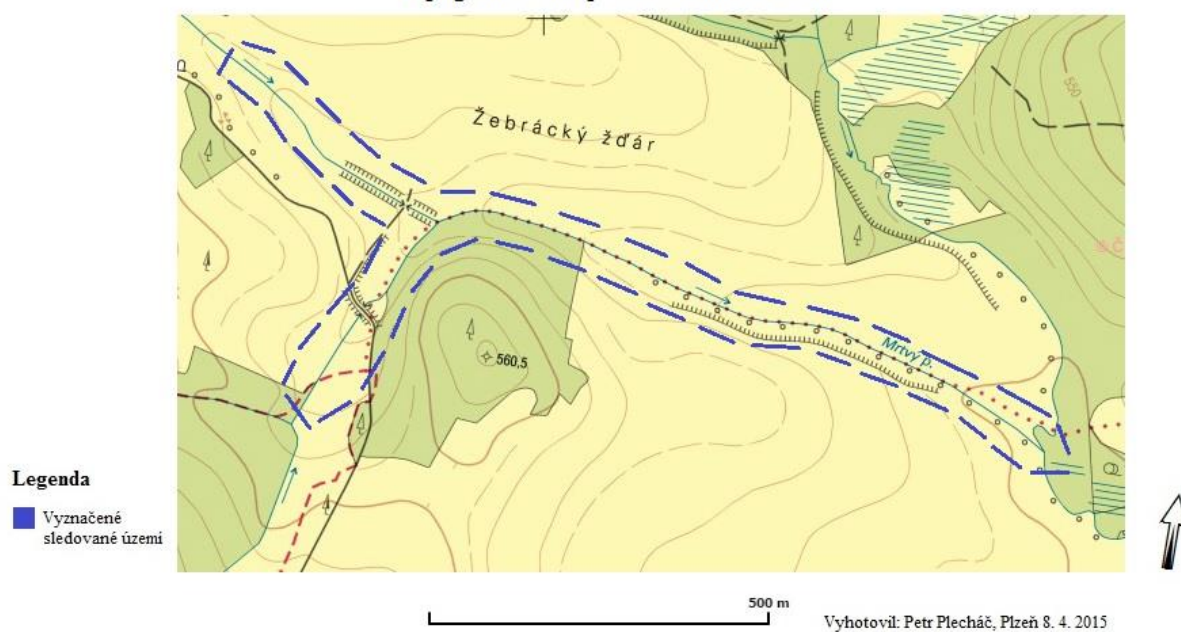 Žebrácký žďár
550
560,5
Mrtvý p.
Č
Legenda
Vyznačené
sledované území
500 m
Vyhotovil: Petr Plecháč, Plzeň 8. 4. 2015